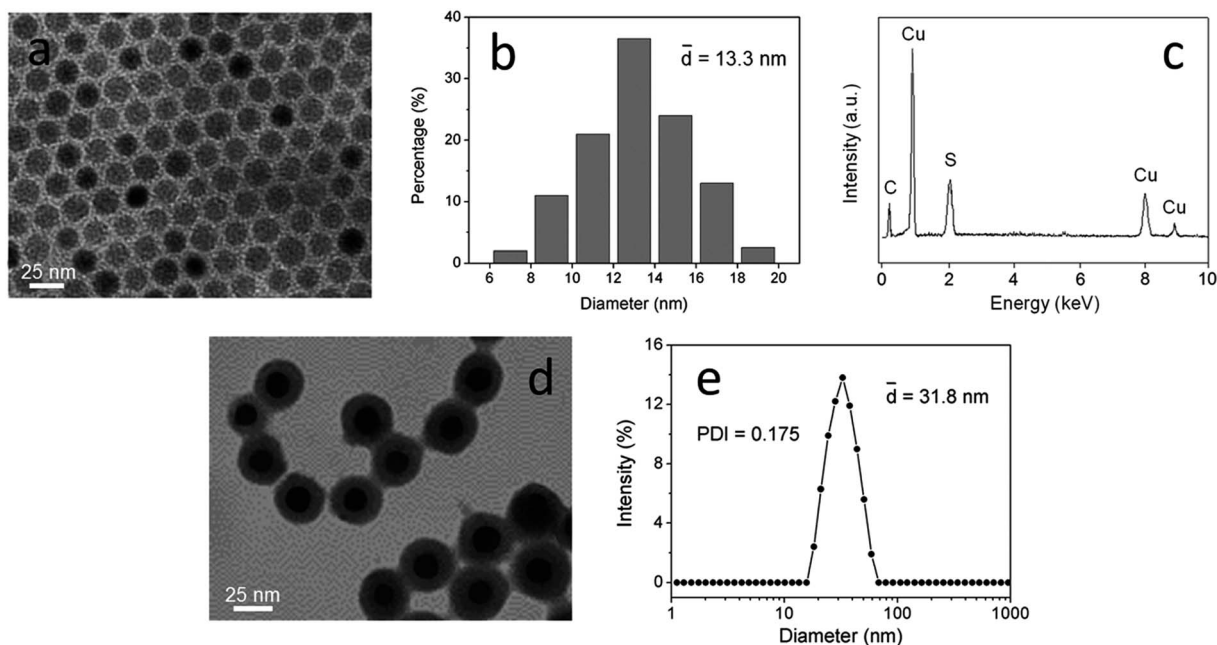 a
25 nm
b
d̄ = 13.3 nm
Percentage (%)
40
30
20
10
0
6 8 10 12 14 16 18 20
Diameter (nm)
c
Cu
C
S
Cu
Cu
Intensity (a.u.)
0 2 4 6 8 10
Energy (keV)
d
25 nm
e
d̄ = 31.8 nm
PDI = 0.175
Intensity (%)
16
12
8
4
0
1 10 100 1000
Diameter (nm)